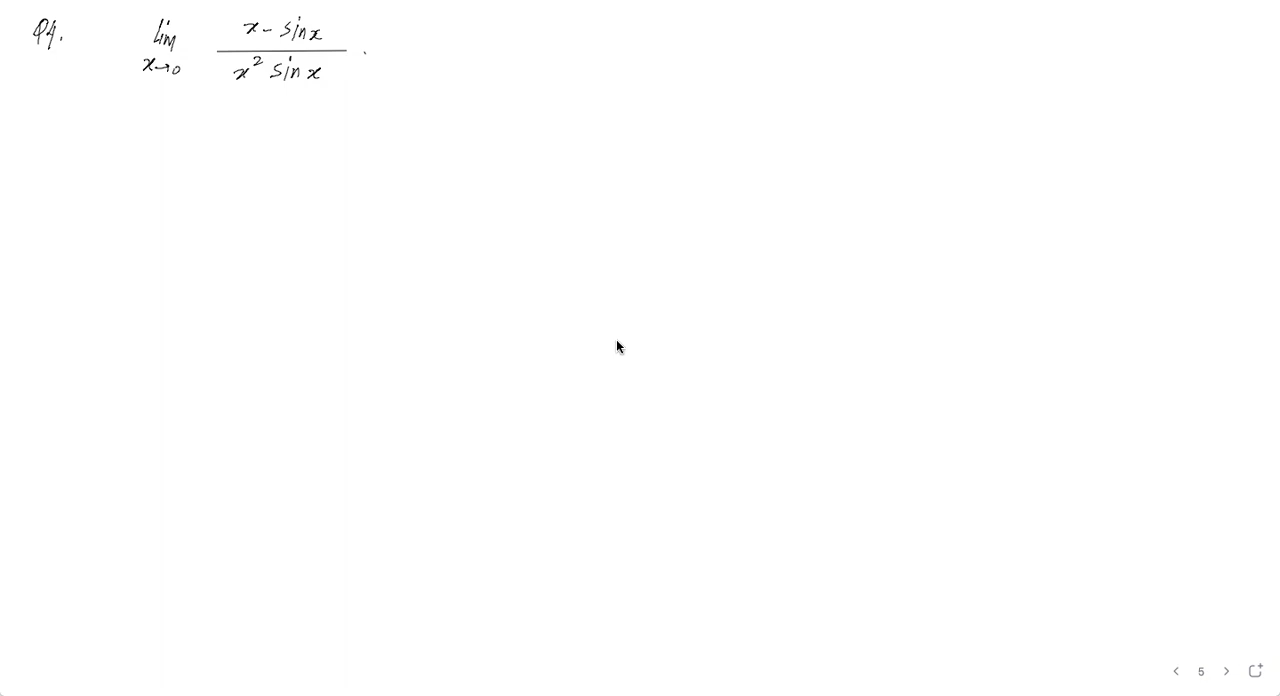 Q4. lim x→0 (x - sin x) / (x² sin x).
5